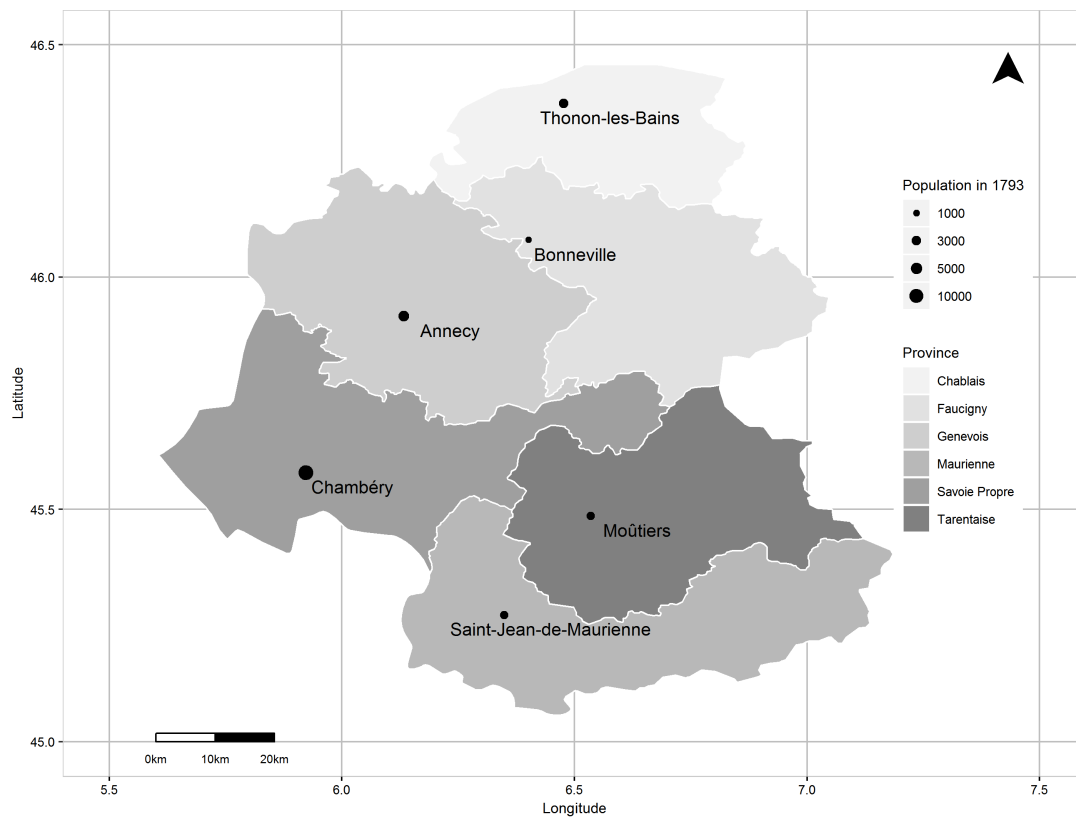 46.5
46.0
45.5
45.0
Latitude
Thonon-les-Bains
Bonneville
Annecy
Chambéry
Moûtiers
Saint-Jean-de-Maurienne
Population in 1793
1000
3000
5000
10000
Province
Chablais
Faucigny
Genevois
Maurienne
Savoie Propre
Tarentaise
0km 10km 20km
5.5 6.0 6.5 7.0 7.5
Longitude